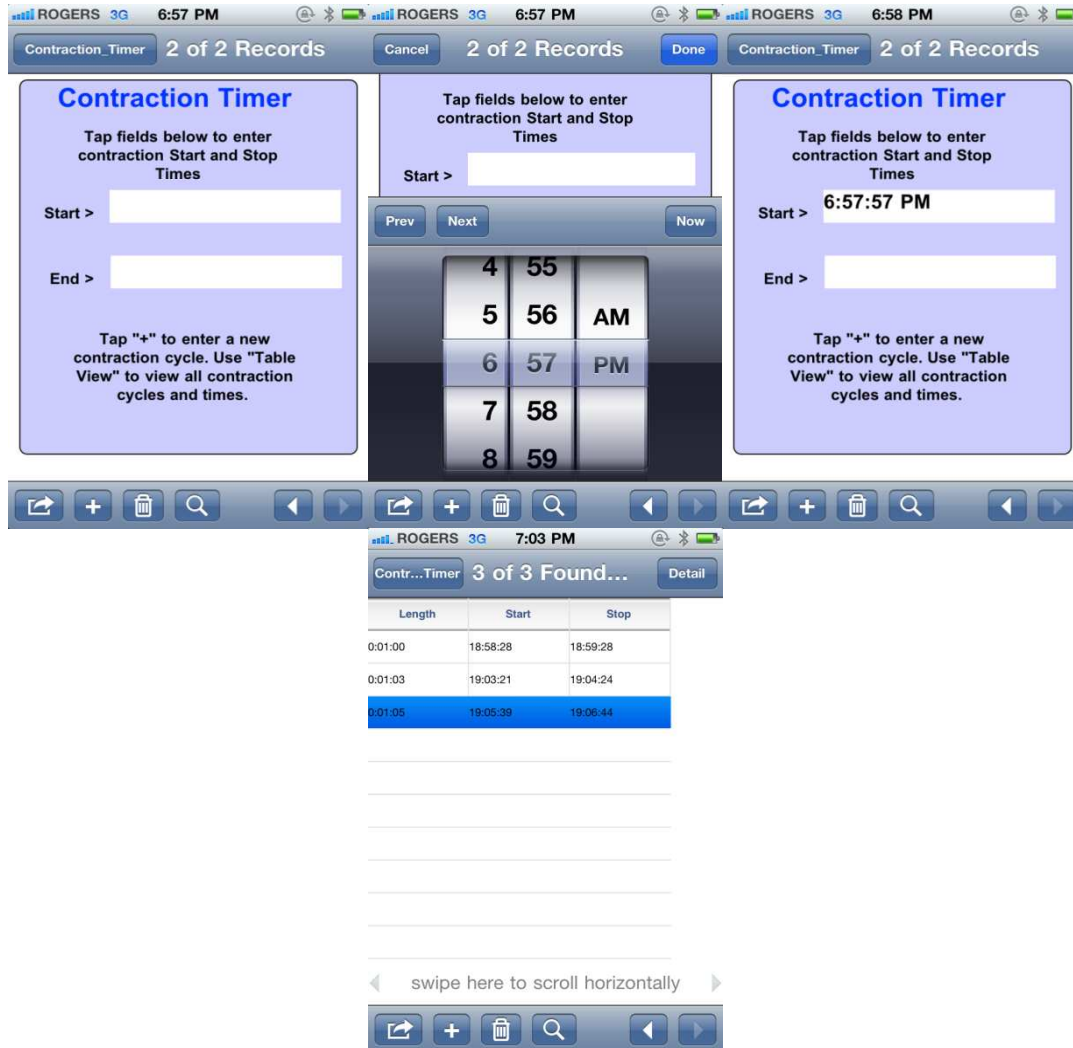 ROGERS 3G 6:57 PM
Contraction_Timer 2 of 2 Records
Contraction Timer
Tap fields below to enter
contraction Start and Stop
Times
Start >
End >
Tap "+" to enter a new
contraction cycle. Use "Table
View" to view all contraction
cycles and times.
ROGERS 3G 6:57 PM
Cancel 2 of 2 Records Done
Tap fields below to enter
contraction Start and Stop
Times
Start >
Prev Next Now
4 55
5 56 AM
6 57 PM
7 58
8 59
ROGERS 3G 6:58 PM
Contraction_Timer 2 of 2 Records
Contraction Timer
Tap fields below to enter
contraction Start and Stop
Times
Start > 6:57:57 PM
End >
Tap "+" to enter a new
contraction cycle. Use "Table
View" to view all contraction
cycles and times.
ROGERS 3G 7:03 PM
Contr...Timer 3 of 3 Found... Detail
Length Start Stop
0:01:00 18:58:28 18:59:28
0:01:03 19:03:21 19:04:24
0:01:05 19:05:39 19:06:44
swipe here to scroll horizontally